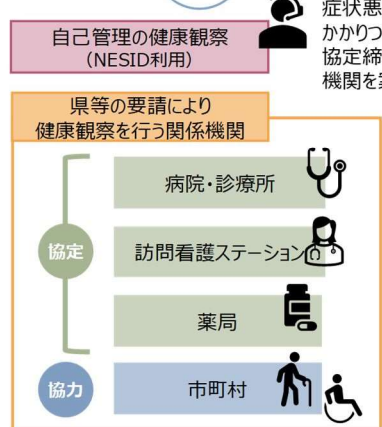 症状悪
かかりつ
協定締
機関を
自己管理の健康観察
（NESID利用）
県等の要請により
健康観察を行う関係機関
病院・診療所
協定
訪問看護ステーション
薬局
協力
市町村